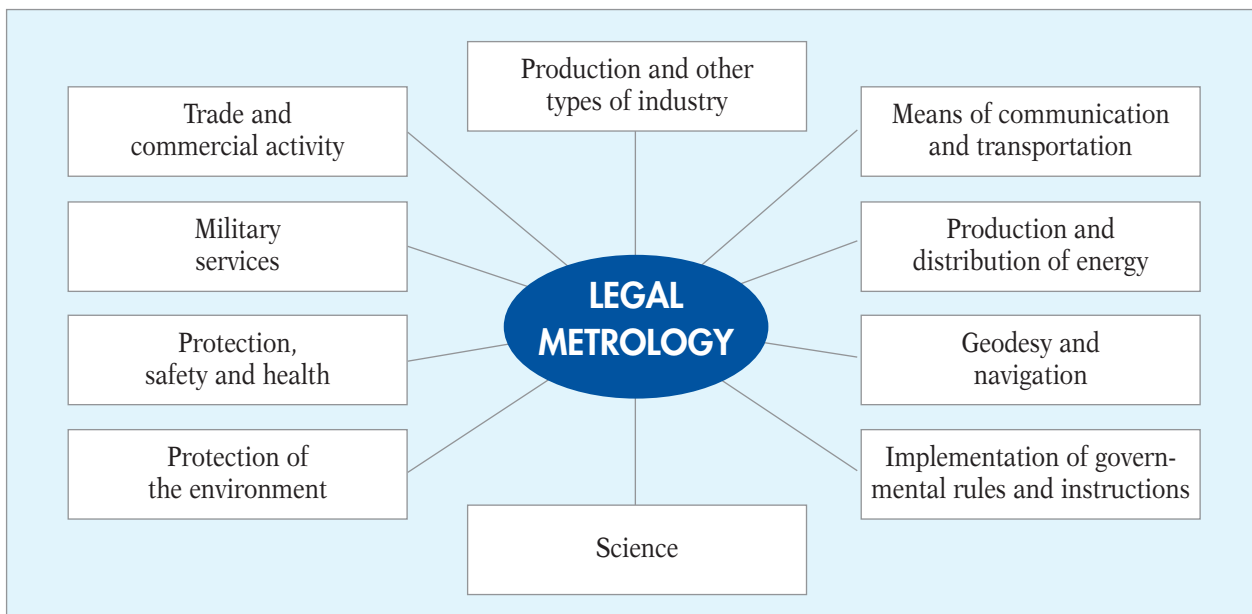 Production and other
types of industry
Trade and
commercial activity
Means of communication
and transportation
Military
services
Production and
distribution of energy
LEGAL
METROLOGY
Protection,
safety and health
Geodesy and
navigation
Protection of
the environment
Implementation of govern-
mental rules and instructions
Science